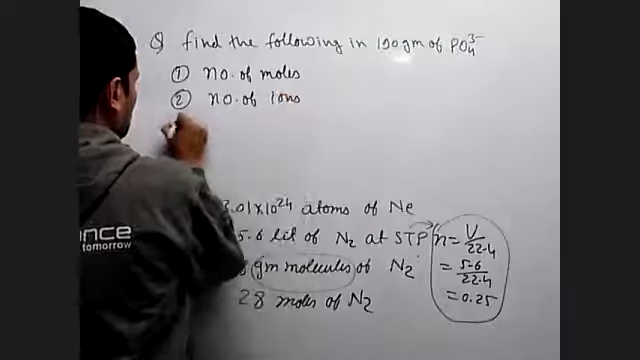 Q find the following in 190 gm of PO₄³⁻
① no. of moles
② no. of Ions
3.01×10²⁴ atoms of Ne
5.6 lit of N₂ at STP → n = V/22.4
gm molecules of N₂ = 5.6/22.4
28 moles of N₂ = 0.25
nce
tomorrow